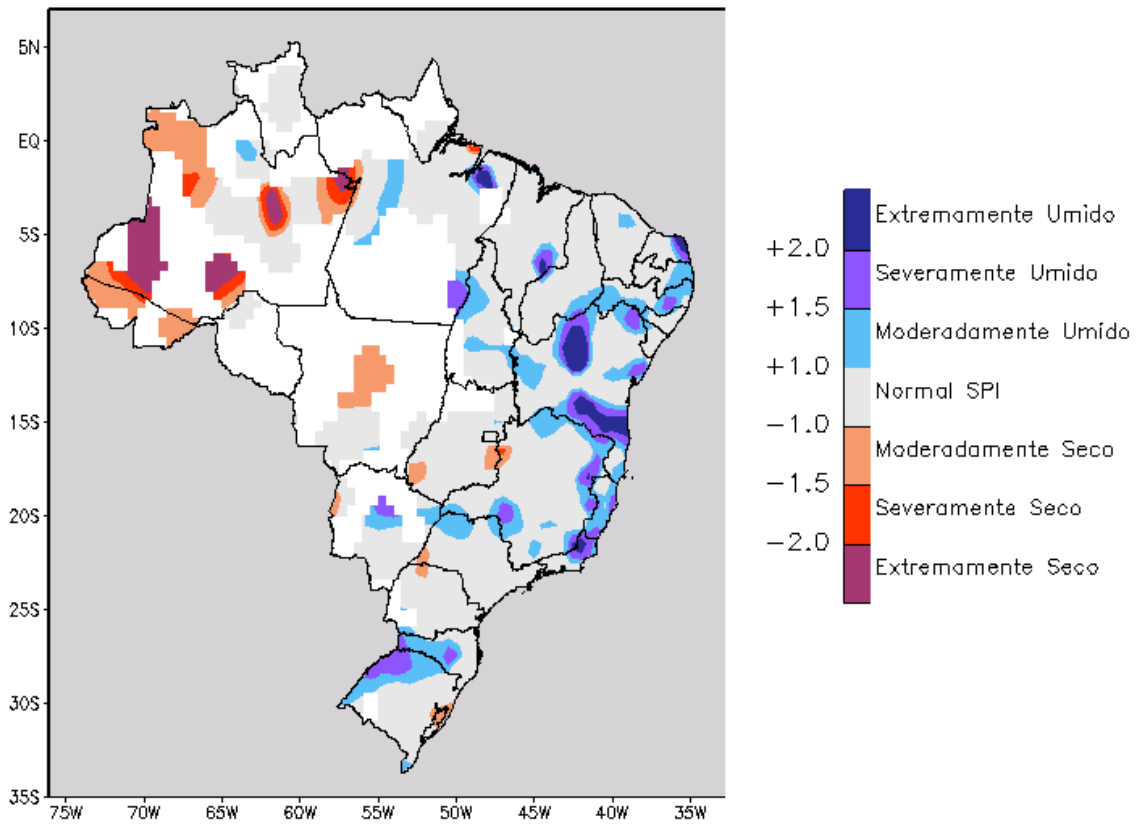 5N
EQ
5S
10S
15S
20S
25S
30S
35S
75W 70W 65W 60W 55W 50W 45W 40W 35W
Extremamente Umido
+2.0
Severamente Umido
+1.5
Moderadamente Umido
+1.0
Normal SPI
−1.0
Moderadamente Seco
−1.5
Severamente Seco
−2.0
Extremamente Seco